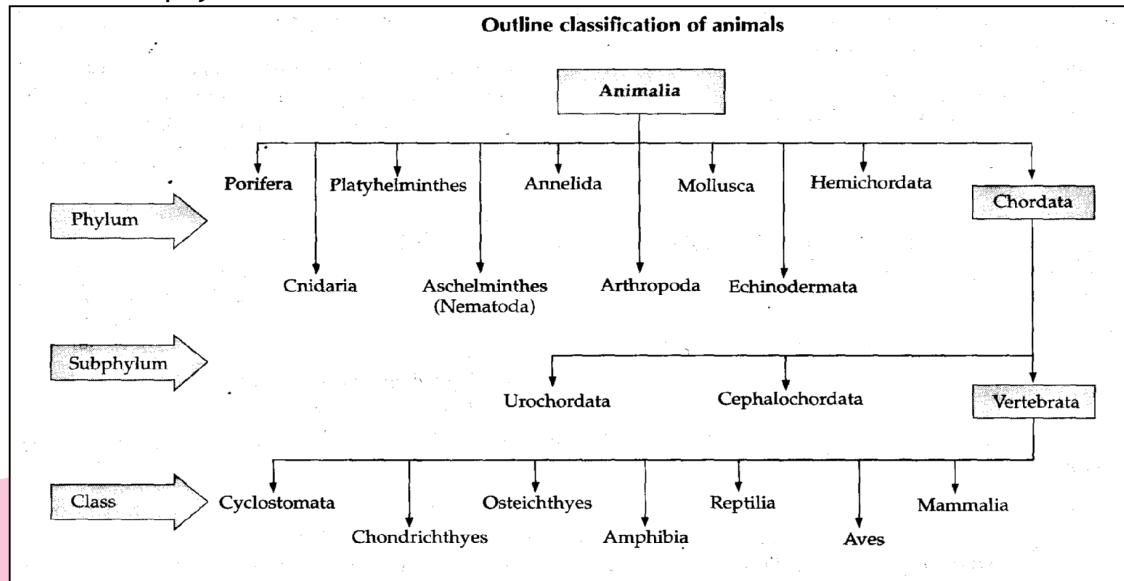 Outline classification of animals
Animalia
Porifera
Platyhelminthes
Annelida
Mollusca
Hemichordata
Phylum
Chordata
Cnidaria
Aschelminthes
(Nematoda)
Arthropoda
Echinodermata
Subphylum
Urochordata
Cephalochordata
Vertebrata
Class
Cyclostomata
Osteichthyes
Reptilia
Mammalia
Chondrichthyes
Amphibia
Aves